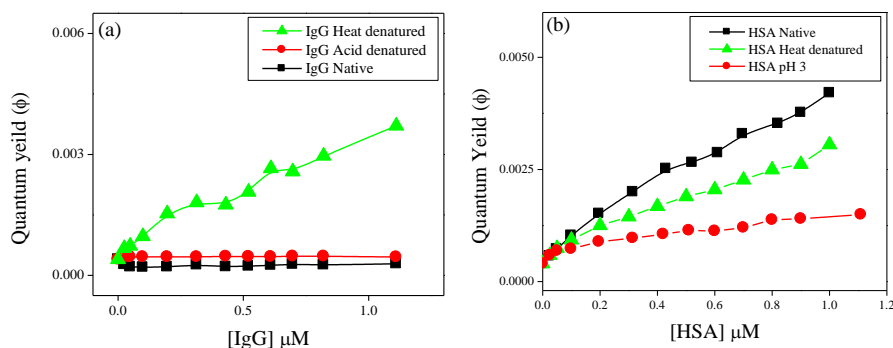 (a)
IgG Heat denatured
IgG Acid denatured
IgG Native
0.006
0.003
0.000
Quantum yeild (ϕ)
0.0
0.5
1.0
[IgG] μM
(b)
HSA Native
HSA Heat denatured
HSA pH 3
0.0050
0.0025
0.0000
Quantum Yeild (ϕ)
0.0
0.2
0.4
0.6
0.8
1.0
1.2
[HSA] μM